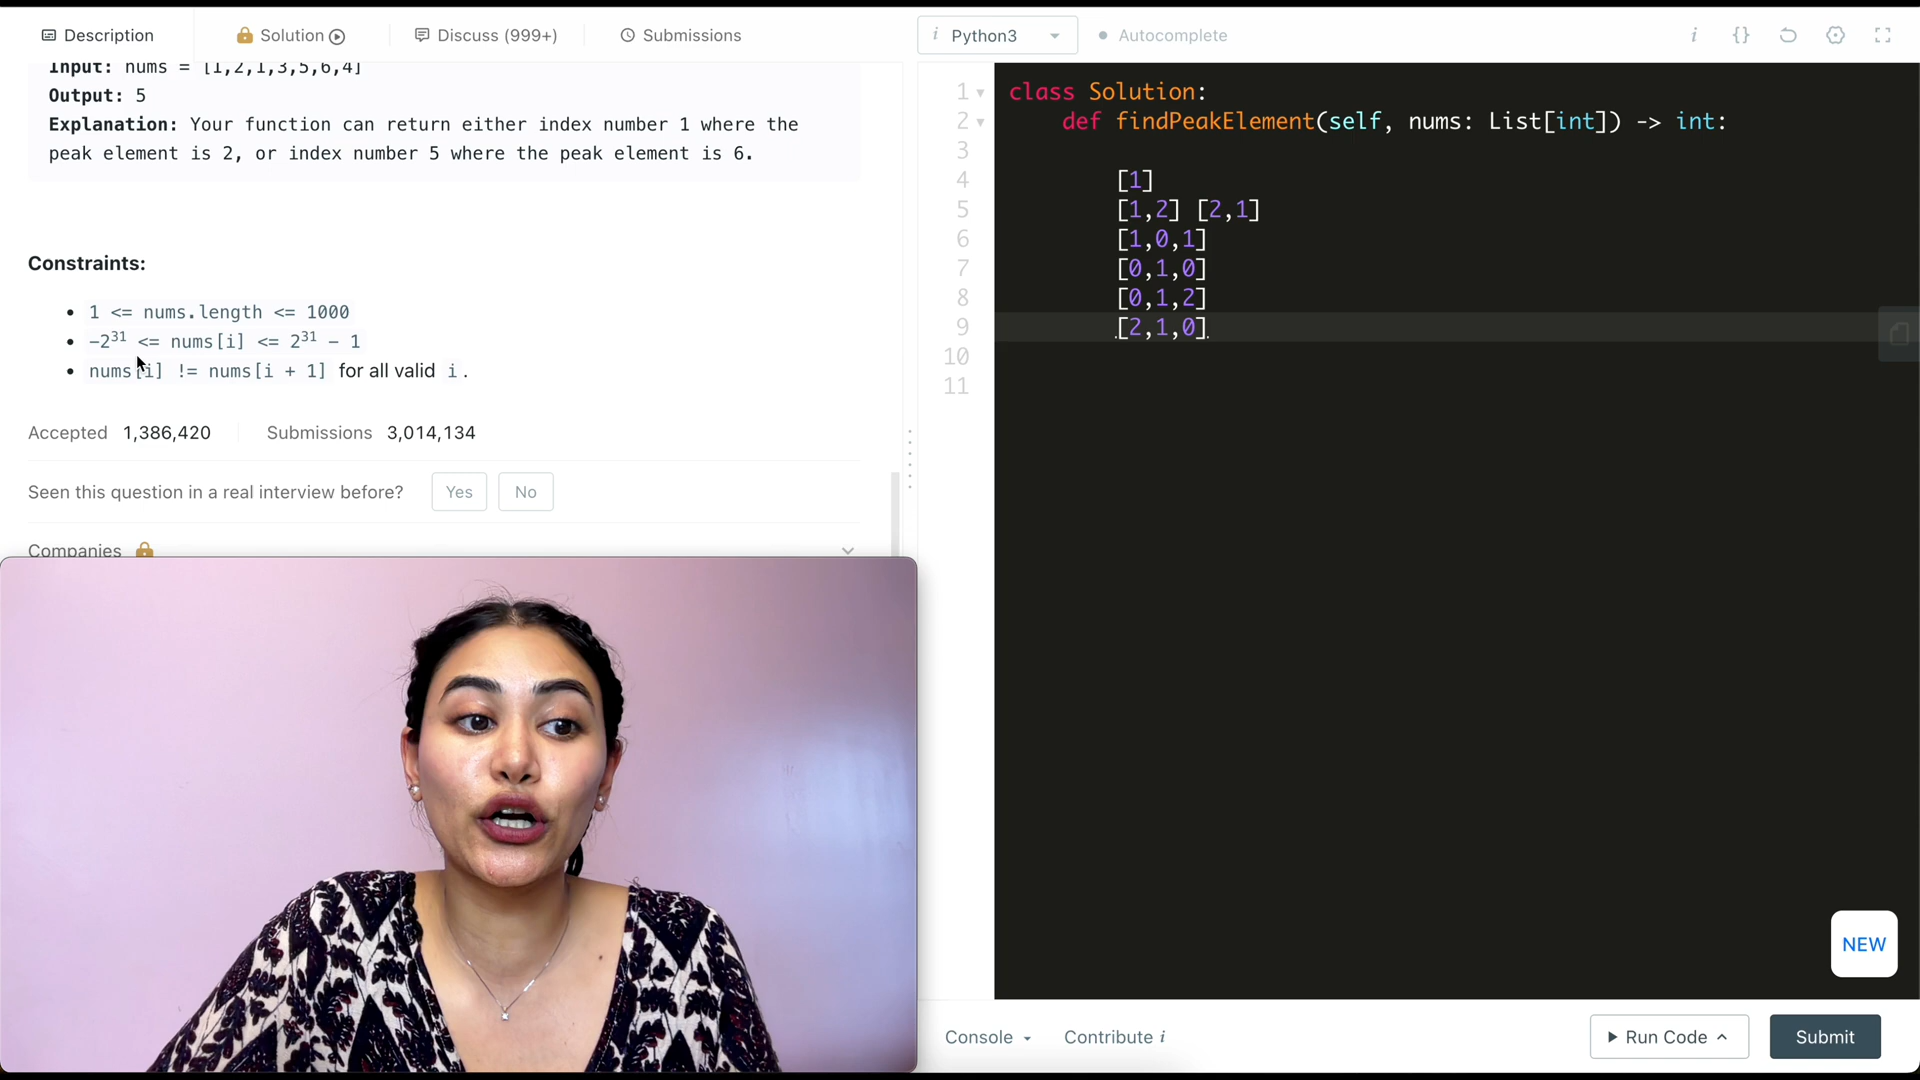 Description
Solution
Discuss (999+)
Submissions
Input: nums = [1,2,1,3,5,6,4]
Output: 5
Explanation: Your function can return either index number 1 where the
peak element is 2, or index number 5 where the peak element is 6.
Constraints:
• 1 <= nums.length <= 1000
• -2³¹ <= nums[i] <= 2³¹ - 1
• nums[i] != nums[i + 1] for all valid i.
Accepted 1,386,420 Submissions 3,014,134
Seen this question in a real interview before? Yes No
Companies
i Python3
Autocomplete
i {}
1 class Solution:
2 def findPeakElement(self, nums: List[int]) -> int:
3
4 [1]
5 [1,2] [2,1]
6 [1,0,1]
7 [0,1,0]
8 [0,1,2]
9 [2,1,0]
10
11
NEW
Console Contribute i Run Code Submit